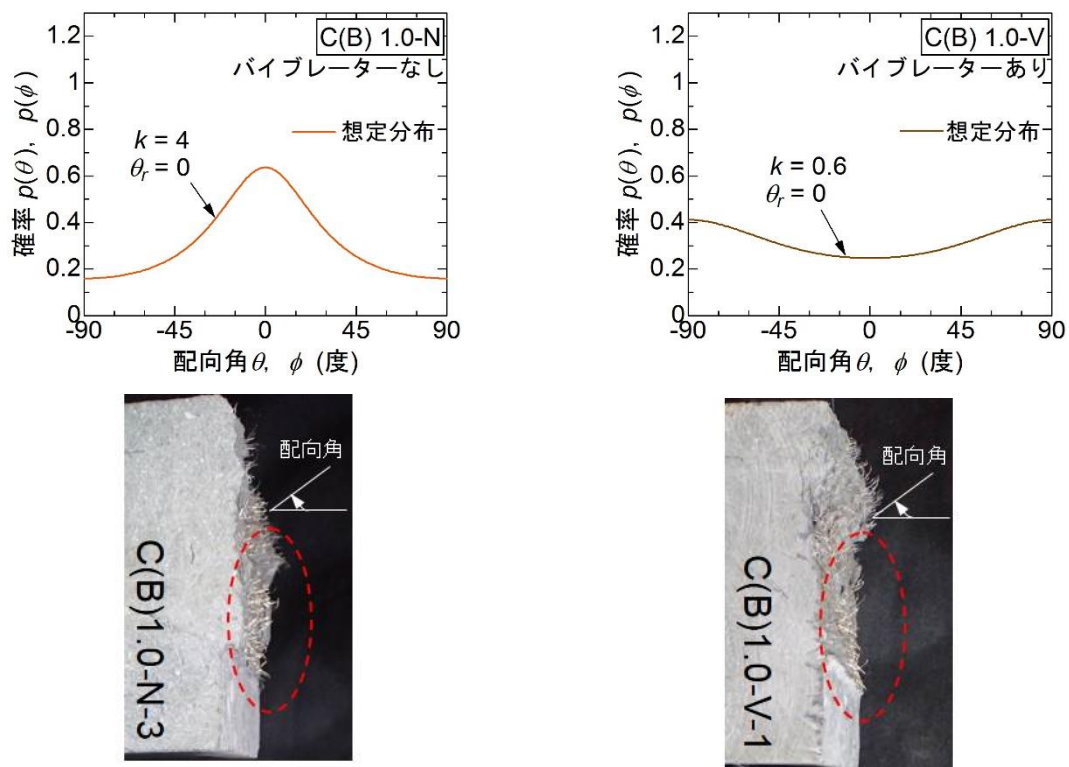 C(B) 1.0-N
バイブレーターなし
想定分布
k = 4
θr = 0
1.2
1
0.8
0.6
0.4
0.2
0
確率 p(θ), p(ϕ)
-90
-45
0
45
90
配向角θ, ϕ (度)
C(B) 1.0-V
バイブレーターあり
想定分布
k = 0.6
θr = 0
1.2
1
0.8
0.6
0.4
0.2
0
確率 p(θ), p(ϕ)
-90
-45
0
45
90
配向角θ, ϕ (度)
配向角
C(B)1.0-N-3
配向角
C(B)1.0-V-1